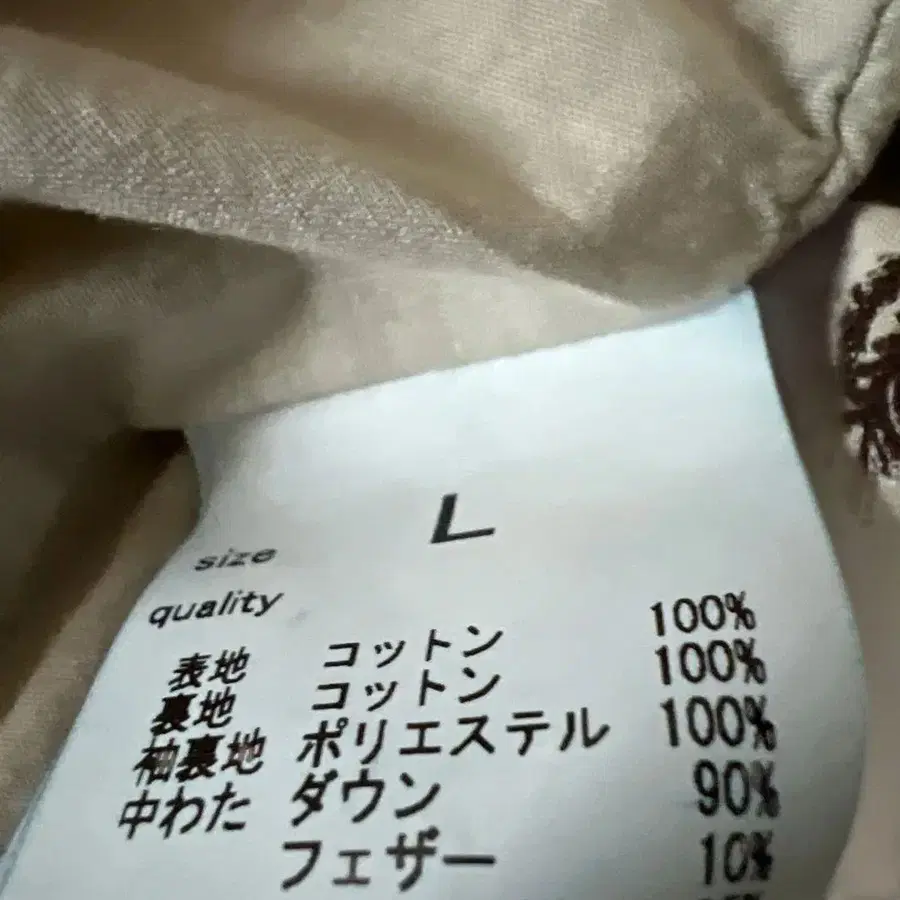 size L
quality
表地 コットン 100%
裏地 コットン 100%
袖裏地 ポリエステル 100%
中わた ダウン 90%
フェザー 10%